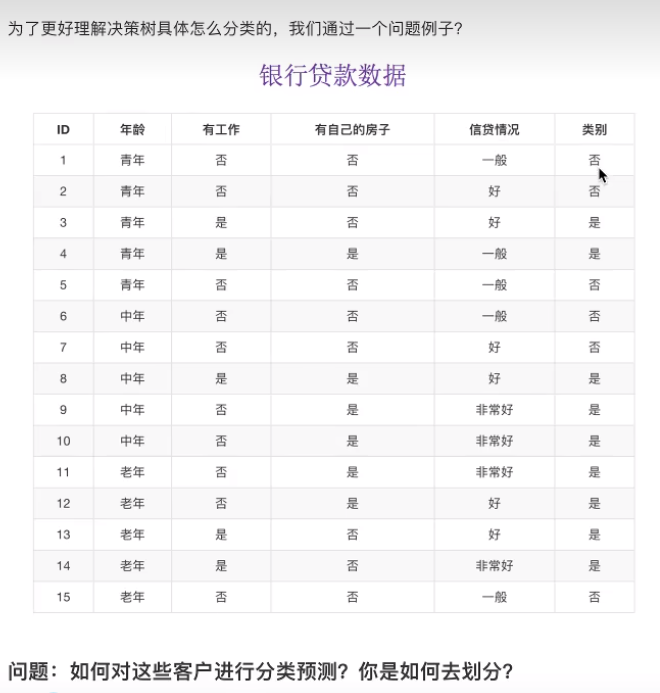 为了更好理解决策树具体怎么分类的，我们通过一个问题例子？
银行贷款数据
ID 年龄 有工作 有自己的房子 信贷情况 类别
1 青年 否 否 一般 否
2 青年 否 否 好 否
3 青年 是 否 好 是
4 青年 是 是 一般 是
5 青年 否 否 一般 否
6 中年 否 否 一般 否
7 中年 否 否 好 否
8 中年 是 是 好 是
9 中年 否 是 非常好 是
10 中年 否 是 非常好 是
11 老年 否 是 非常好 是
12 老年 否 是 好 是
13 老年 是 否 好 是
14 老年 是 否 非常好 是
15 老年 否 否 一般 否
问题：如何对这些客户进行分类预测？你是如何去划分？